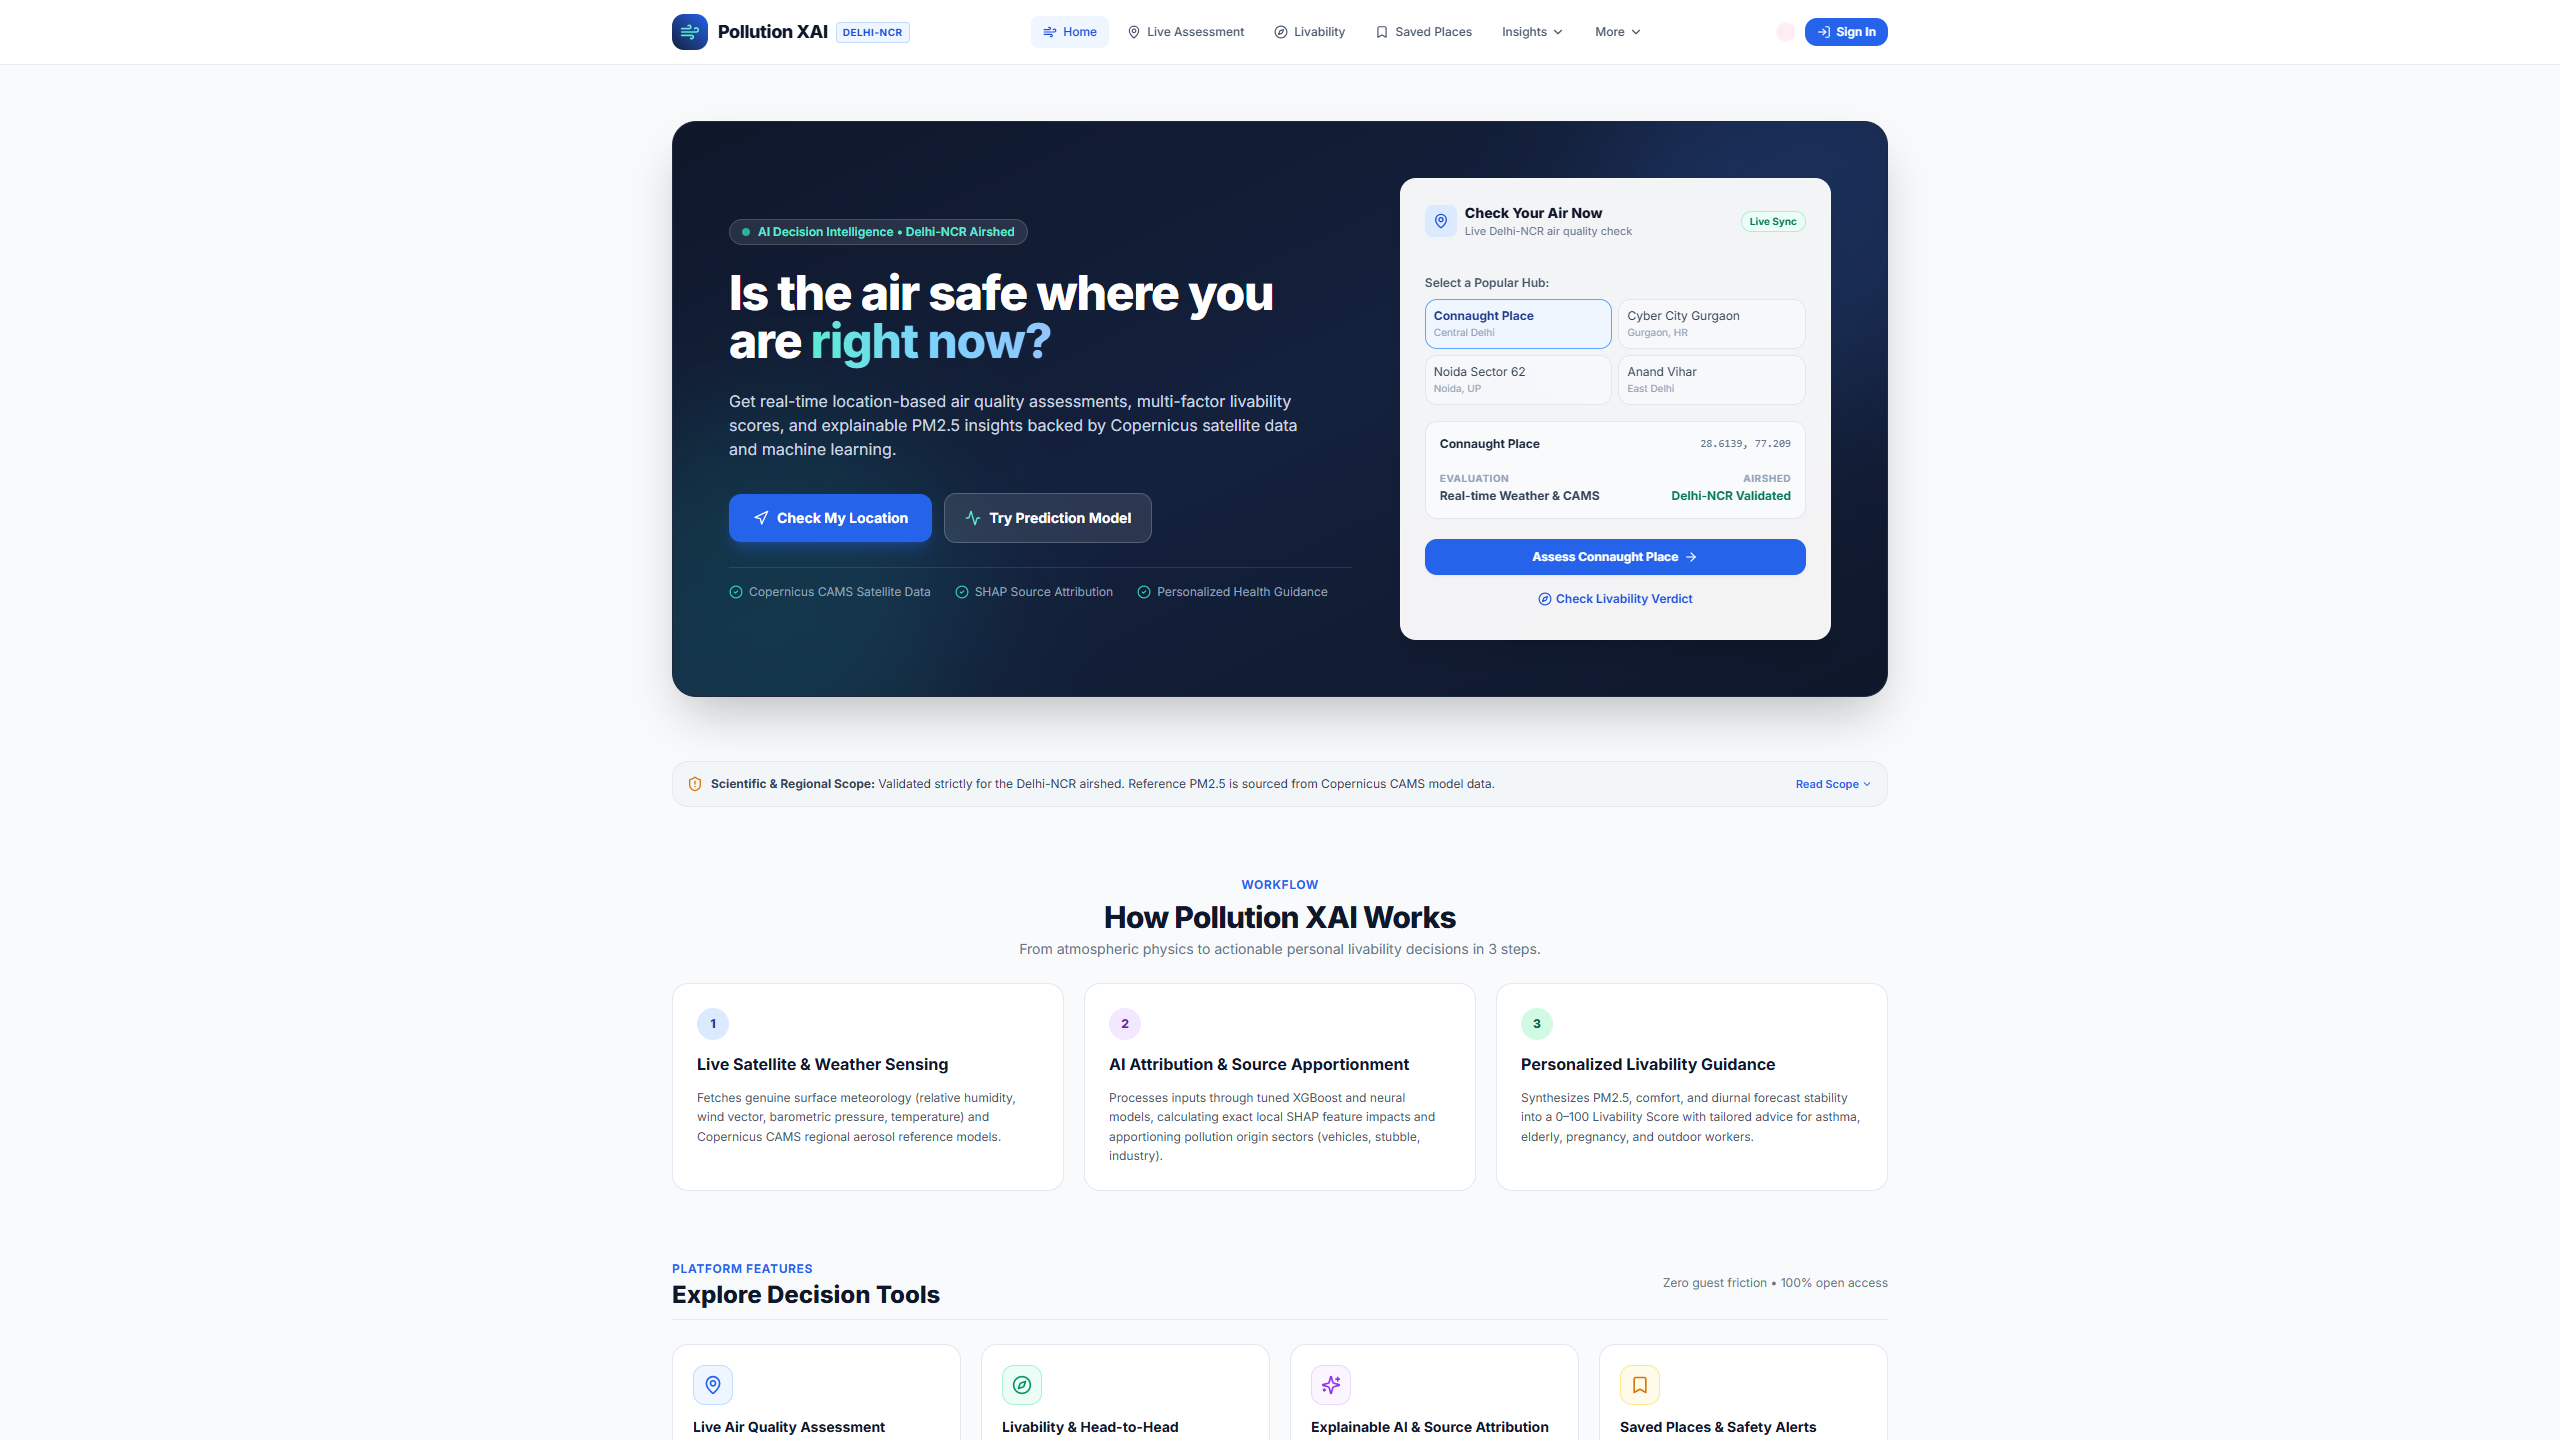 Pollution XAI DELHI-NCR
Home Live Assessment Livability Saved Places Insights More
Sign In
AI Decision Intelligence • Delhi-NCR Airshed
Is the air safe where you
are right now?
Get real-time location-based air quality assessments, multi-factor livability
scores, and explainable PM2.5 insights backed by Copernicus satellite data
and machine learning.
Check My Location
Try Prediction Model
Copernicus CAMS Satellite Data
SHAP Source Attribution
Personalized Health Guidance
Check Your Air Now
Live Delhi-NCR air quality check
Live Sync
Select a Popular Hub:
Connaught Place
Central Delhi
Cyber City Gurgaon
Gurgaon, HR
Noida Sector 62
Noida, UP
Anand Vihar
East Delhi
Connaught Place
28.6139, 77.209
EVALUATION
Real-time Weather & CAMS
AIRSHED
Delhi-NCR Validated
Assess Connaught Place
Check Livability Verdict
Scientific & Regional Scope: Validated strictly for the Delhi-NCR airshed. Reference PM2.5 is sourced from Copernicus CAMS model data.
Read Scope
WORKFLOW
How Pollution XAI Works
From atmospheric physics to actionable personal livability decisions in 3 steps.
1
Live Satellite & Weather Sensing
Fetches genuine surface meteorology (relative humidity,
wind vector, barometric pressure, temperature) and
Copernicus CAMS regional aerosol reference models.
2
AI Attribution & Source Apportionment
Processes inputs through tuned XGBoost and neural
models, calculating exact local SHAP feature impacts and
apportioning pollution origin sectors (vehicles, stubble,
industry).
3
Personalized Livability Guidance
Synthesizes PM2.5, comfort, and diurnal forecast stability
into a 0–100 Livability Score with tailored advice for asthma,
elderly, pregnancy, and outdoor workers.
PLATFORM FEATURES
Explore Decision Tools
Zero guest friction • 100% open access
Live Air Quality Assessment
Livability & Head-to-Head
Explainable AI & Source Attribution
Saved Places & Safety Alerts